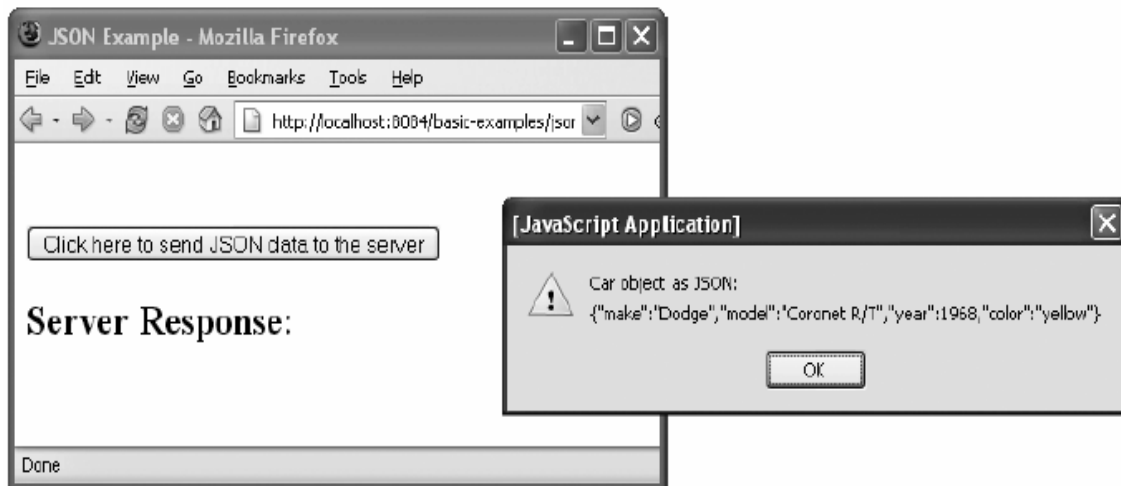 JSON Example - Mozilla Firefox
File Edit View Go Bookmarks Tools Help
http://localhost:8084/basic-examples/jsor
Click here to send JSON data to the server
Server Response:
Done
[JavaScript Application]
Car object as JSON:
{"make":"Dodge","model":"Coronet R/T","year":1968,"color":"yellow"}
OK